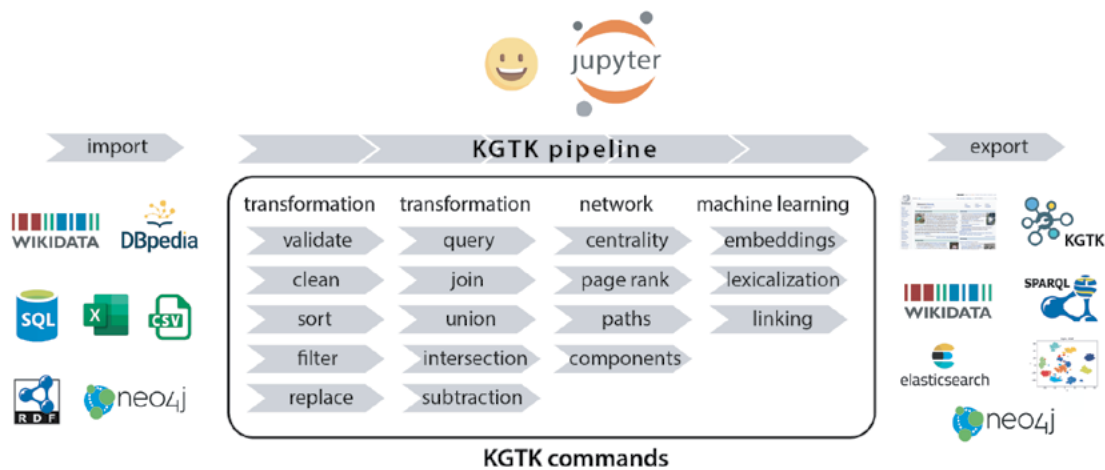 jupyter
import
KGTK pipeline
export
transformation transformation network machine learning
validate query centrality embeddings
clean join page rank lexicalization
sort union paths linking
filter intersection components
replace subtraction
WIKIDATA
DBpedia
SQL
X
CSV
RDF
neo4j
KGTK
WIKIDATA
SPARQL
elasticsearch
neo4j
KGTK commands